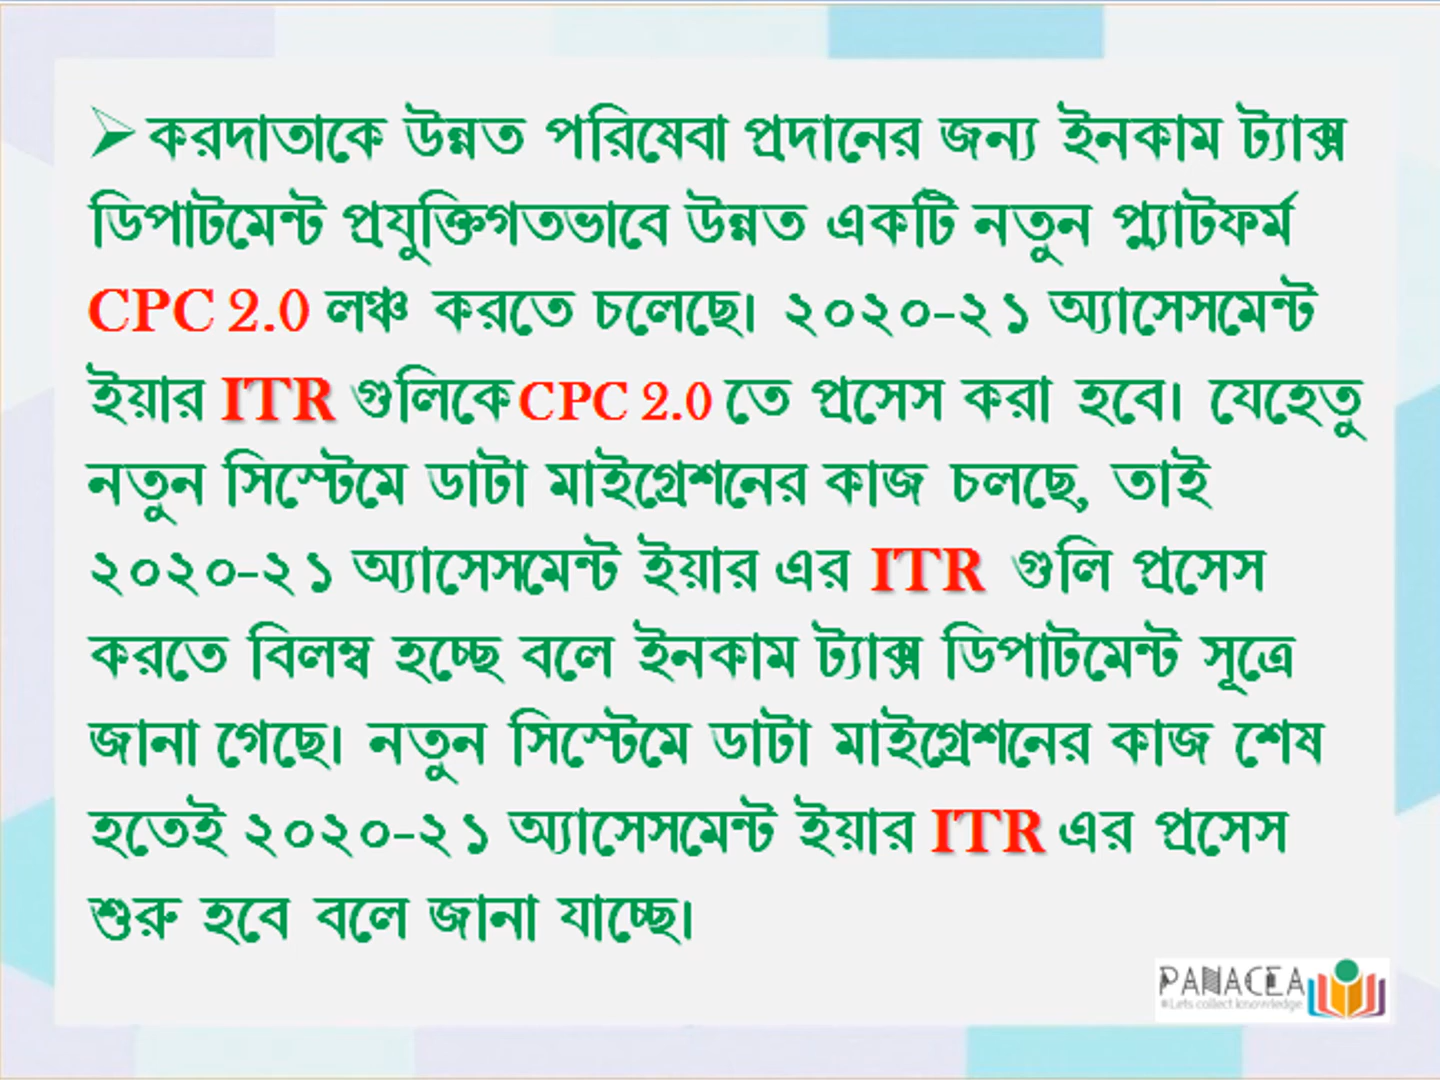 করদাতাকে উন্নত পরিষেবা প্রদানের জন্য ইনকাম ট্যাক্স
ডিপাটমেন্ট প্রযুক্তিগতভাবে উন্নত একটি নতুন প্ল্যাটফর্ম
CPC 2.0 লঞ্চ করতে চলেছে। ২০২০-২১ অ্যাসেসমেন্ট
ইয়ার ITR গুলিকে CPC 2.0 তে প্রসেস করা হবে। যেহেতু
নতুন সিস্টেমে ডাটা মাইগ্রেশনের কাজ চলছে, তাই
২০২০-২১ অ্যাসেসমেন্ট ইয়ার এর ITR গুলি প্রসেস
করতে বিলম্ব হচ্ছে বলে ইনকাম ট্যাক্স ডিপাটমেন্ট সূত্রে
জানা গেছে। নতুন সিস্টেমে ডাটা মাইগ্রেশনের কাজ শেষ
হতেই ২০২০-২১ অ্যাসেসমেন্ট ইয়ার ITR এর প্রসেস
শুরু হবে বলে জানা যাচ্ছে।
PANACEA
#Lets collect knowledge